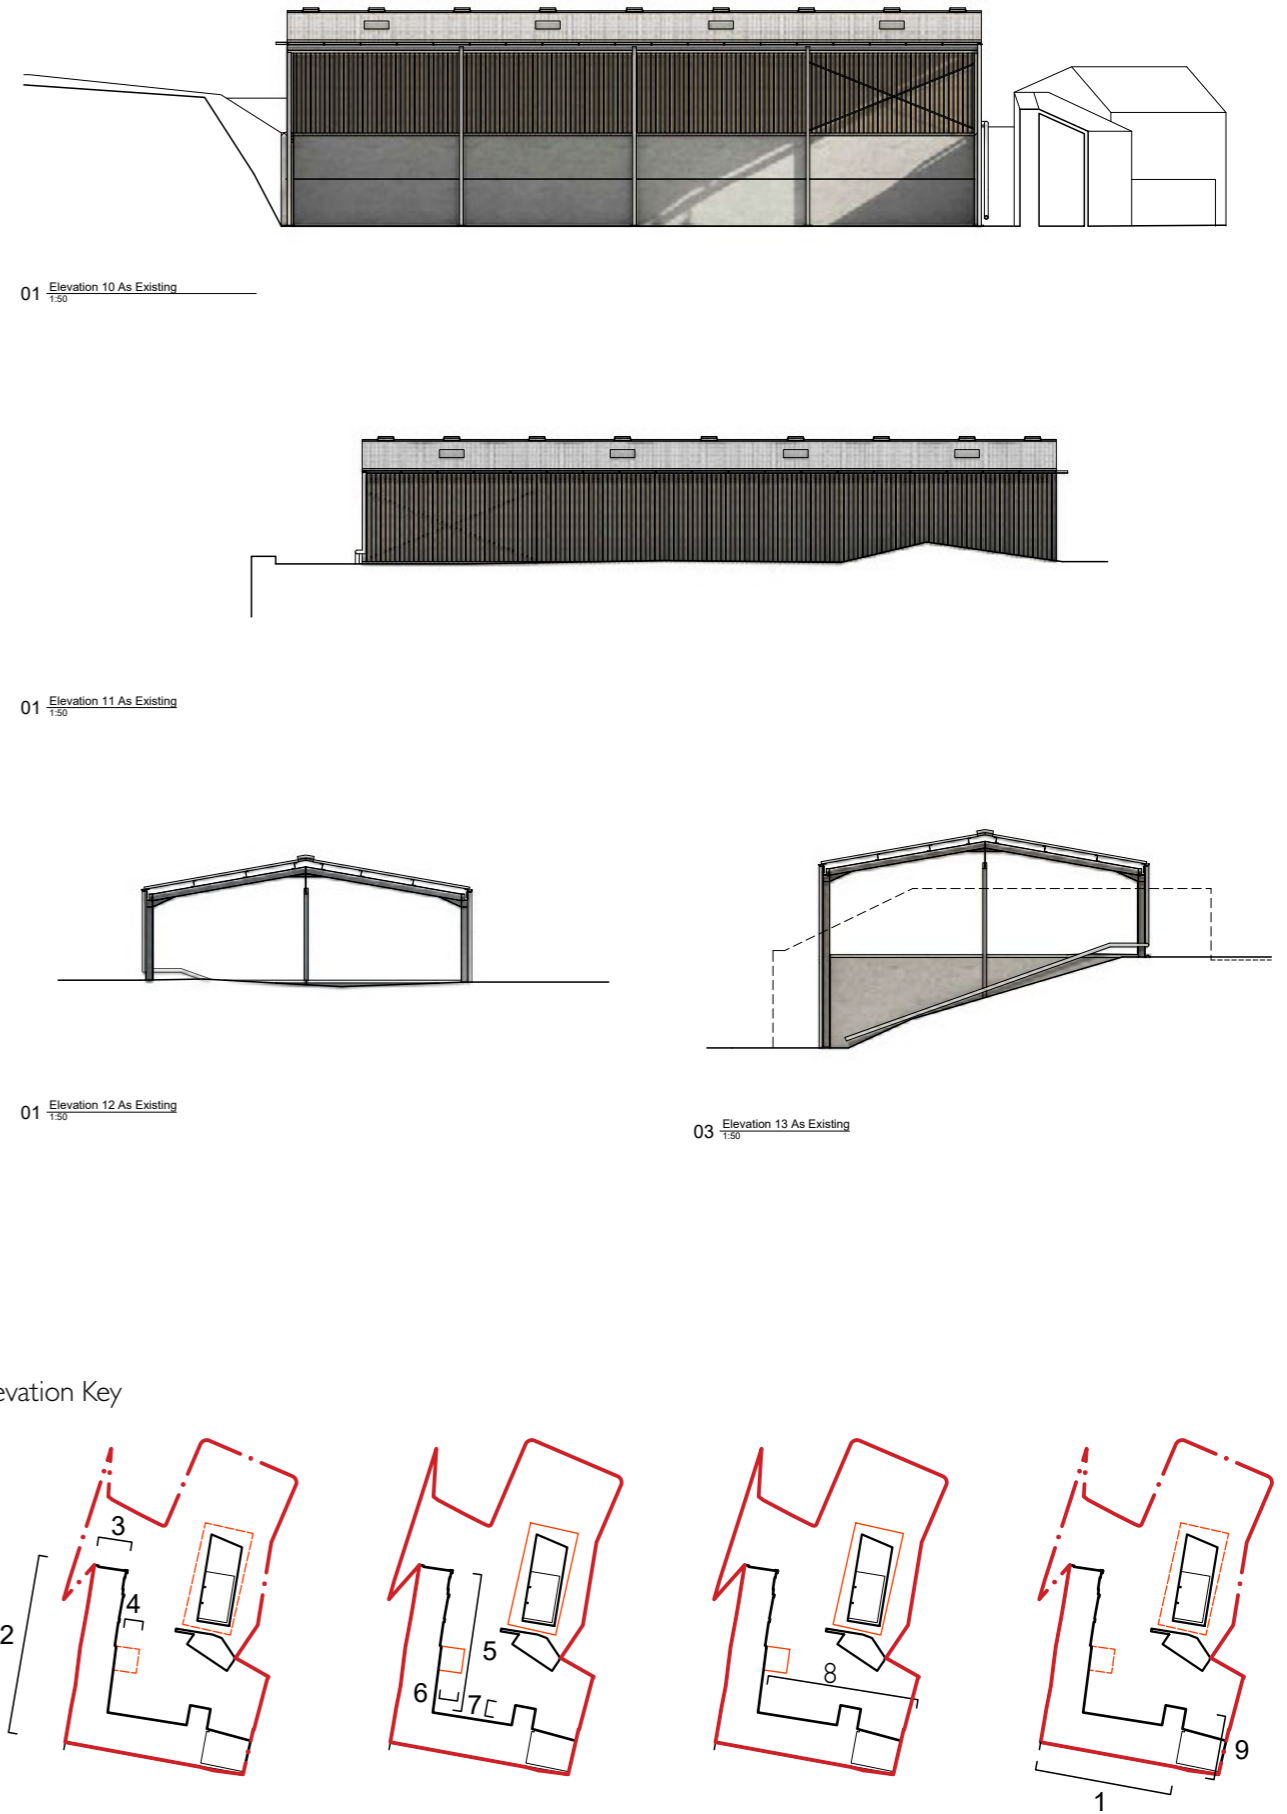 01 Elevation 10 As Existing
1:50
01 Elevation 11 As Existing
1:50
01 Elevation 12 As Existing
1:50
03 Elevation 13 As Existing
1:50
evation Key
3
4
2
5
6
7
8
9
1